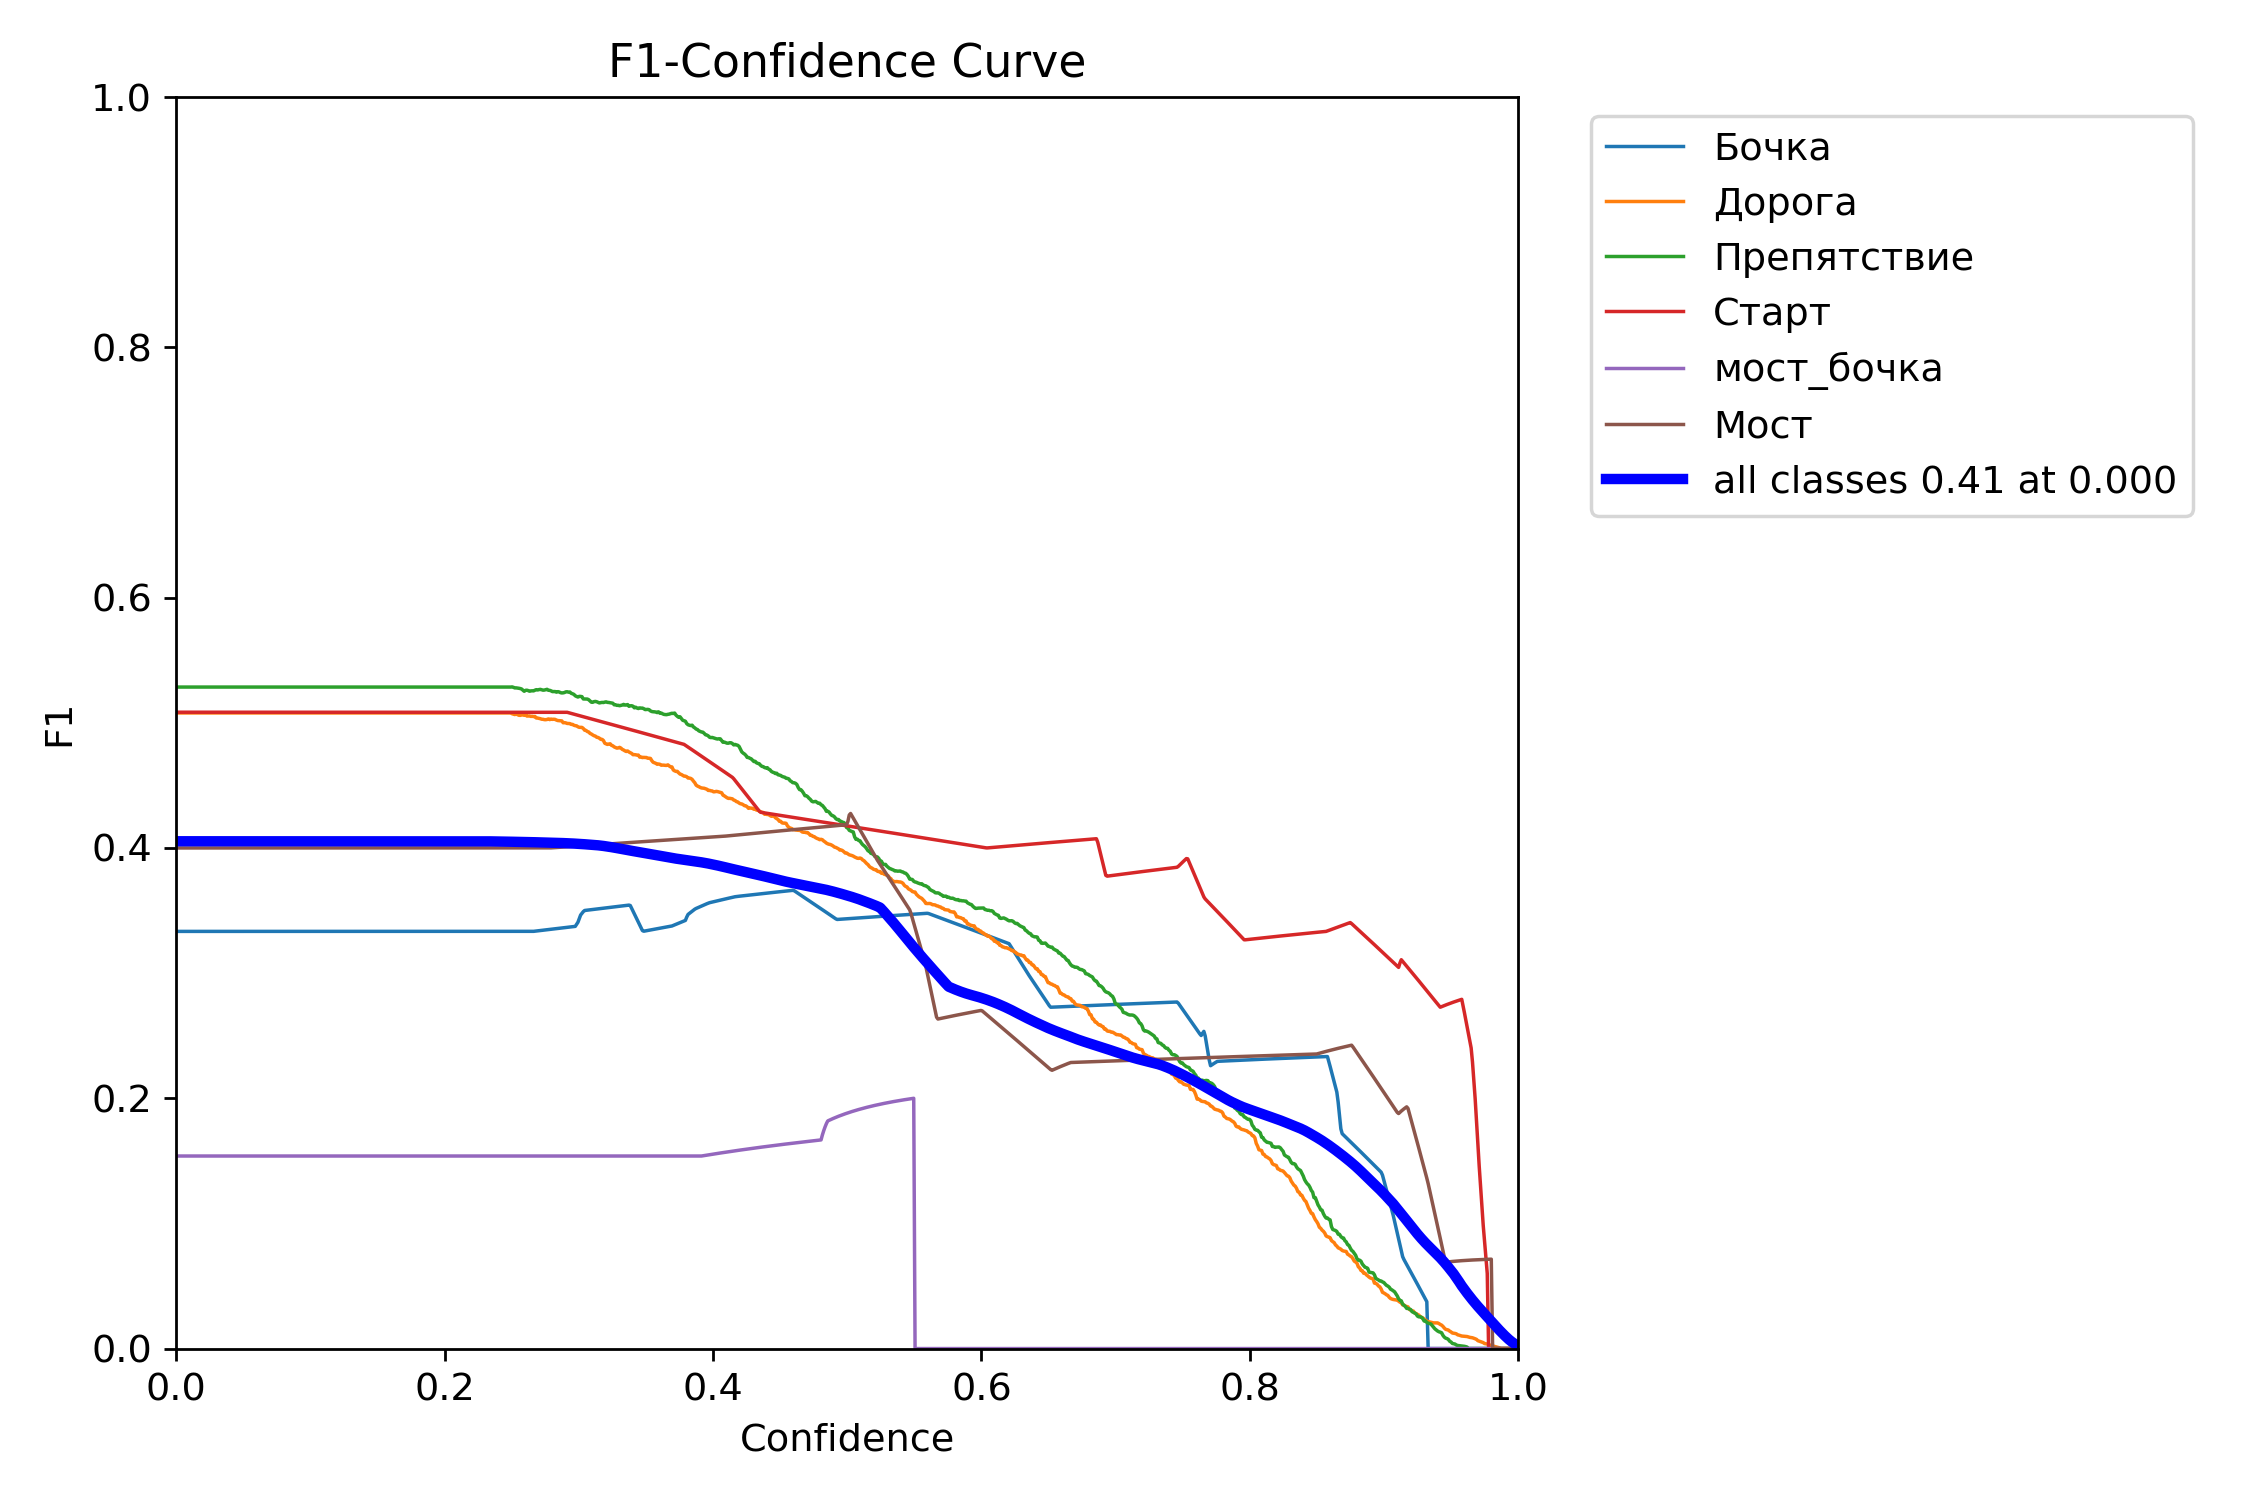 F1-Confidence Curve
1.0
0.8
0.6
0.4
0.2
0.0
F1
0.0 0.2 0.4 0.6 0.8 1.0
Confidence
Бочка
Дорога
Препятствие
Старт
мост_бочка
Мост
all classes 0.41 at 0.000